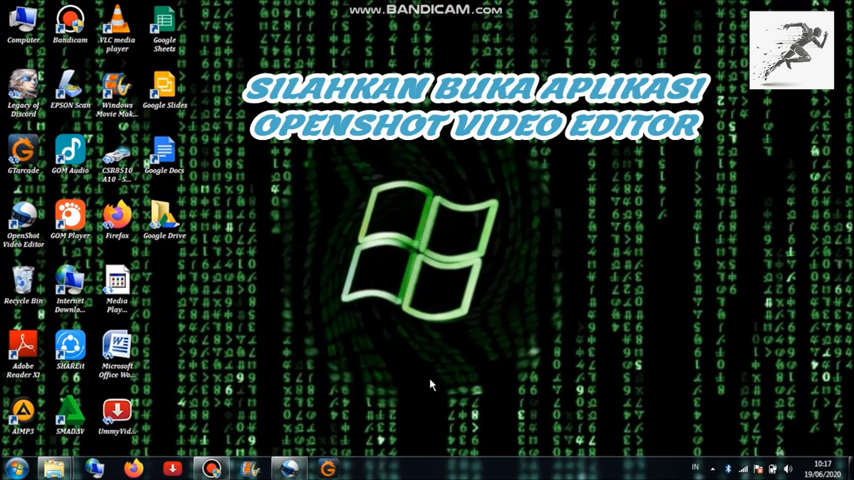 WWW.BANDICAM.COM
SILAHKAN BUKA APLIKASI
OPENSHOT VIDEO EDITOR
Computer
Bandicam
VLC media
player
Google
Sheets
Legacy of
Discord
EPSON Scan
Windows
Movie Mak...
Google Slides
GTarcade
GOM Audio
CSR8510
A10 - S...
Google Docs
OpenShot
Video Editor
GOM Player
Firefox
Google Drive
Recycle Bin
Internet
Downlo...
Media
Play...
Adobe
Reader XI
SHAREit
Microsoft
Office Wo...
AIMP3
SMADAV
UmmyVid...
IN
10:17
19/06/2020